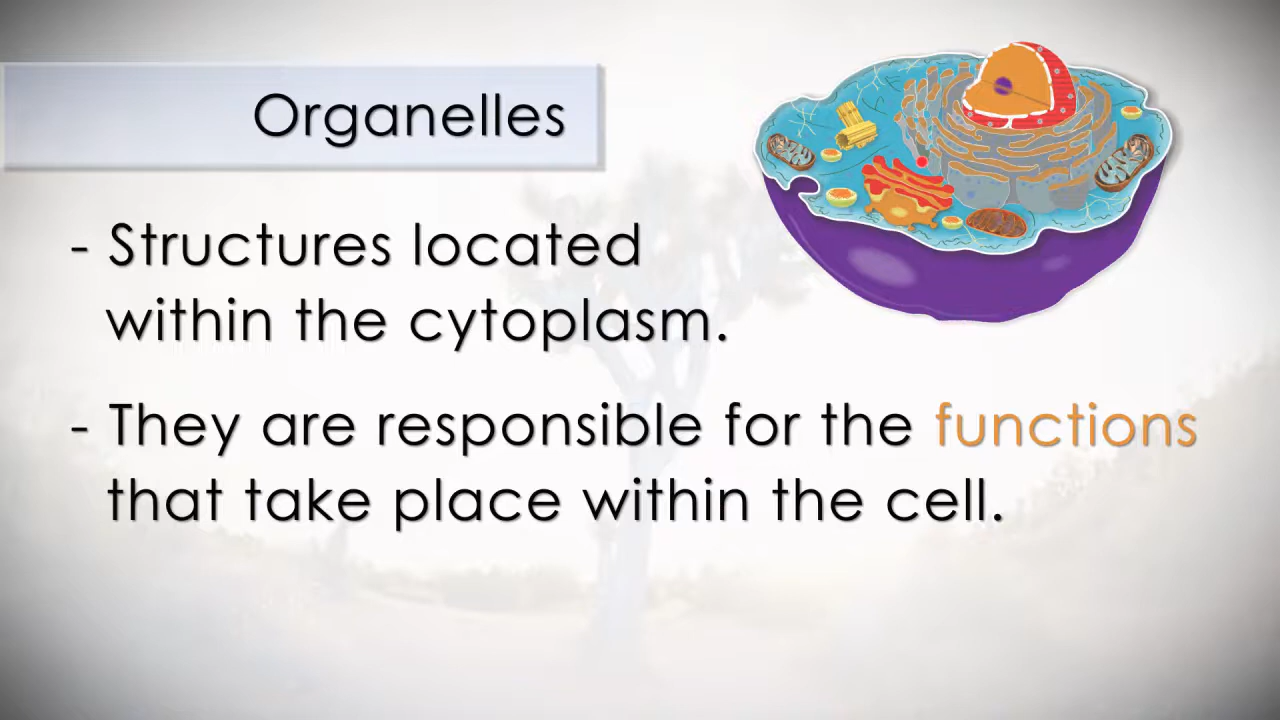 Organelles
- Structures located
within the cytoplasm.
- They are responsible for the functions
that take place within the cell.